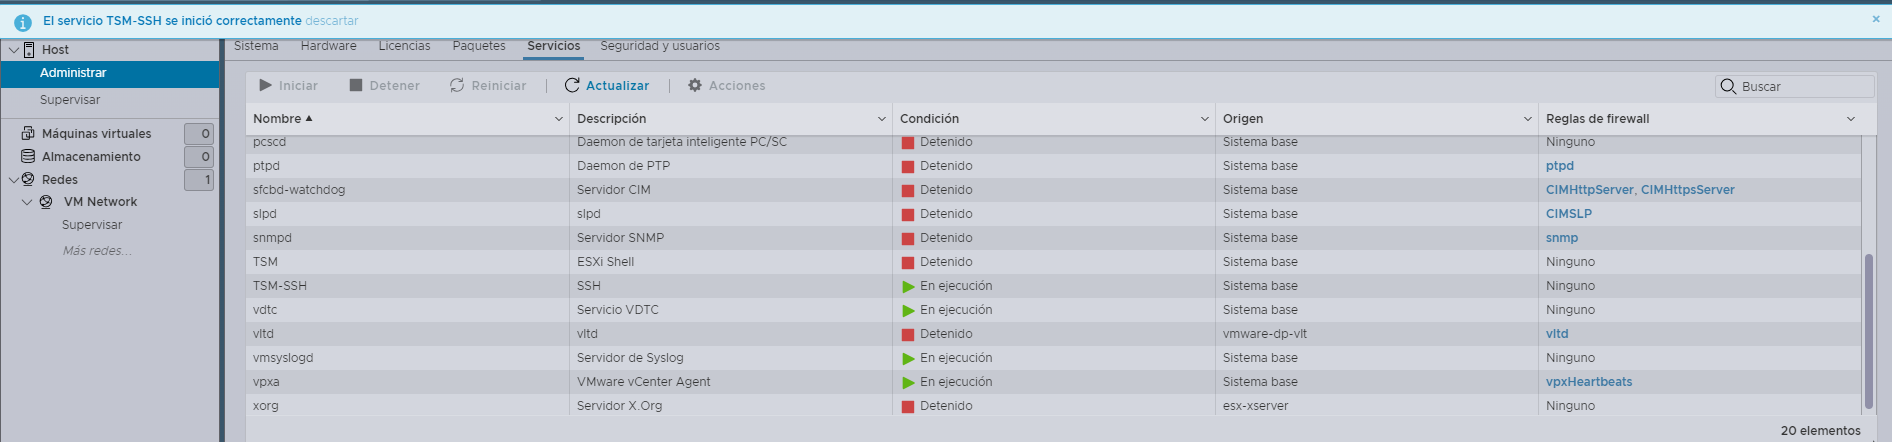 El servicio TSM-SSH se inició correctamente descartar ×
Host
Administrar
Supervisar
Máquinas virtuales 0
Almacenamiento 0
Redes 1
VM Network
Supervisar
Más redes...
Sistema Hardware Licencias Paquetes Servicios Seguridad y usuarios
Iniciar Detener Reiniciar | Actualizar | Acciones Buscar
Nombre Descripción Condición Origen Reglas de firewall
pcscd Daemon de tarjeta inteligente PC/SC Detenido Sistema base Ninguno
ptpd Daemon de PTP Detenido Sistema base ptpd
sfcbd-watchdog Servidor CIM Detenido Sistema base CIMHttpServer, CIMHttpsServer
slpd slpd Detenido Sistema base CIMSLP
snmpd Servidor SNMP Detenido Sistema base snmp
TSM ESXi Shell Detenido Sistema base Ninguno
TSM-SSH SSH En ejecución Sistema base Ninguno
vdtc Servicio VDTC En ejecución Sistema base Ninguno
vltd vltd Detenido vmware-dp-vlt vltd
vmsyslogd Servidor de Syslog En ejecución Sistema base Ninguno
vpxa VMware vCenter Agent En ejecución Sistema base vpxHeartbeats
xorg Servidor X.Org Detenido esx-xserver Ninguno
20 elementos